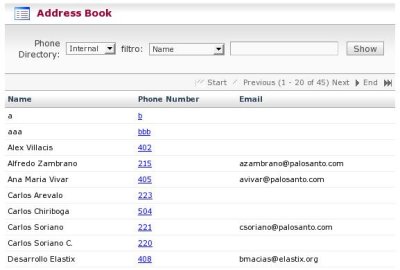 Address Book
Phone Directory: Internal filtro: Name Show
Start Previous (1 - 20 of 45) Next End
Name Phone Number Email
a b
aaa bbb
Alex Villacis 402
Alfredo Zambrano 215 azambrano@palosanto.com
Ana Maria Vivar 405 avivar@palosanto.com
Carlos Arevalo 223
Carlos Chiriboga 504
Carlos Soriano 221 csoriano@palosanto.com
Carlos Soriano C. 220
Desarrollo Elastix 408 bmacias@elastix.org